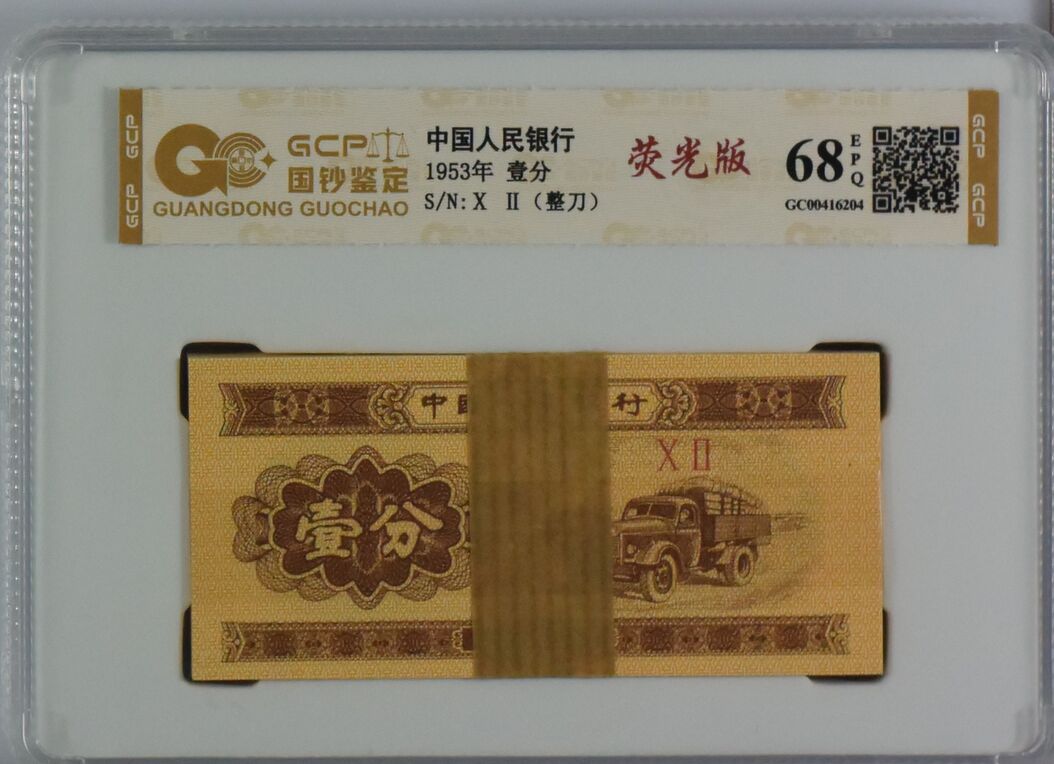 GCP
GCP
GCP
国钞鉴定
GUANGDONG GUOCHAO
中国人民银行
1953年 壹分
S/N: X II（整刀）
荧光版
68
EPQ
GC00416204
GCP
GCP
中国
行
X II
壹分